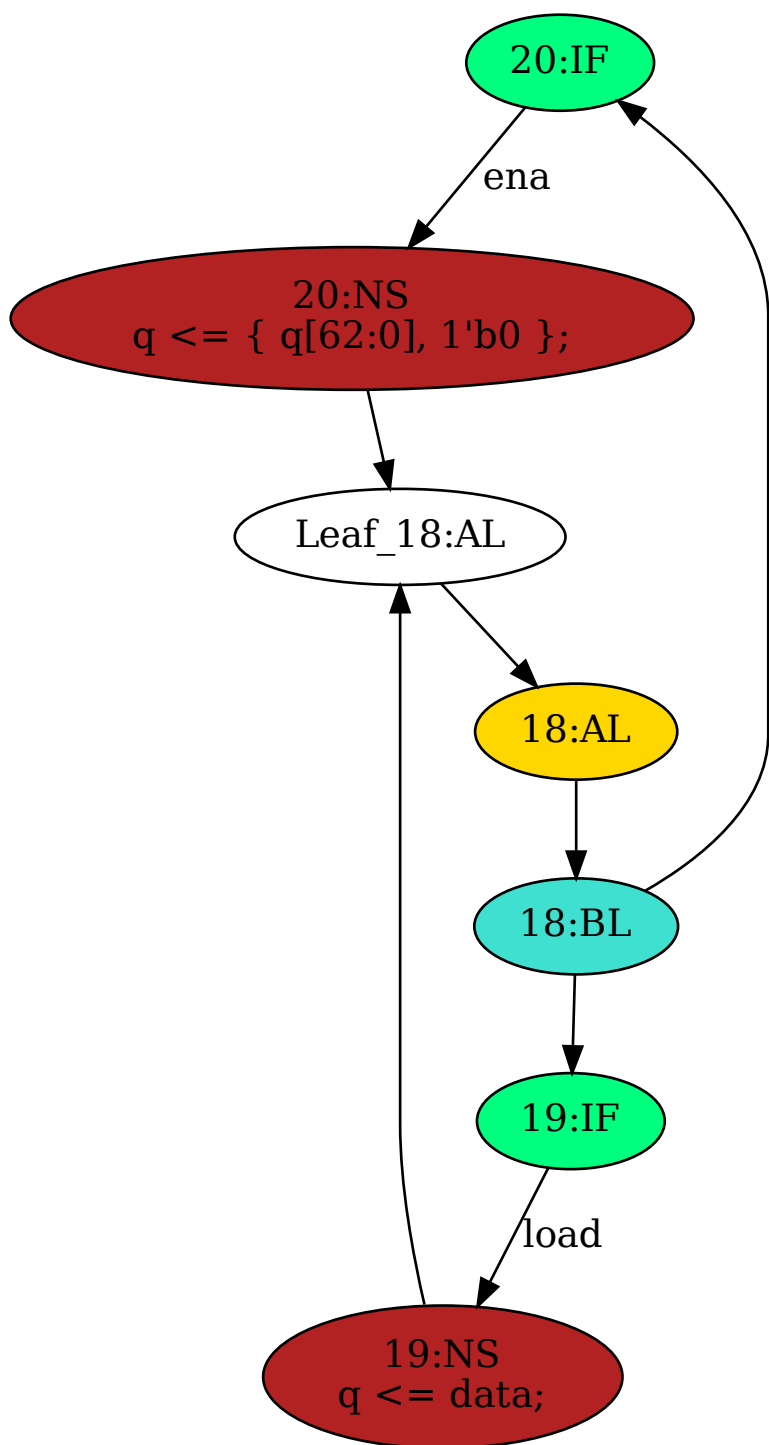 20:IF
ena
20:NS
q <= { q[62:0], 1'b0 };
Leaf_18:AL
18:AL
18:BL
19:IF
load
19:NS
q <= data;